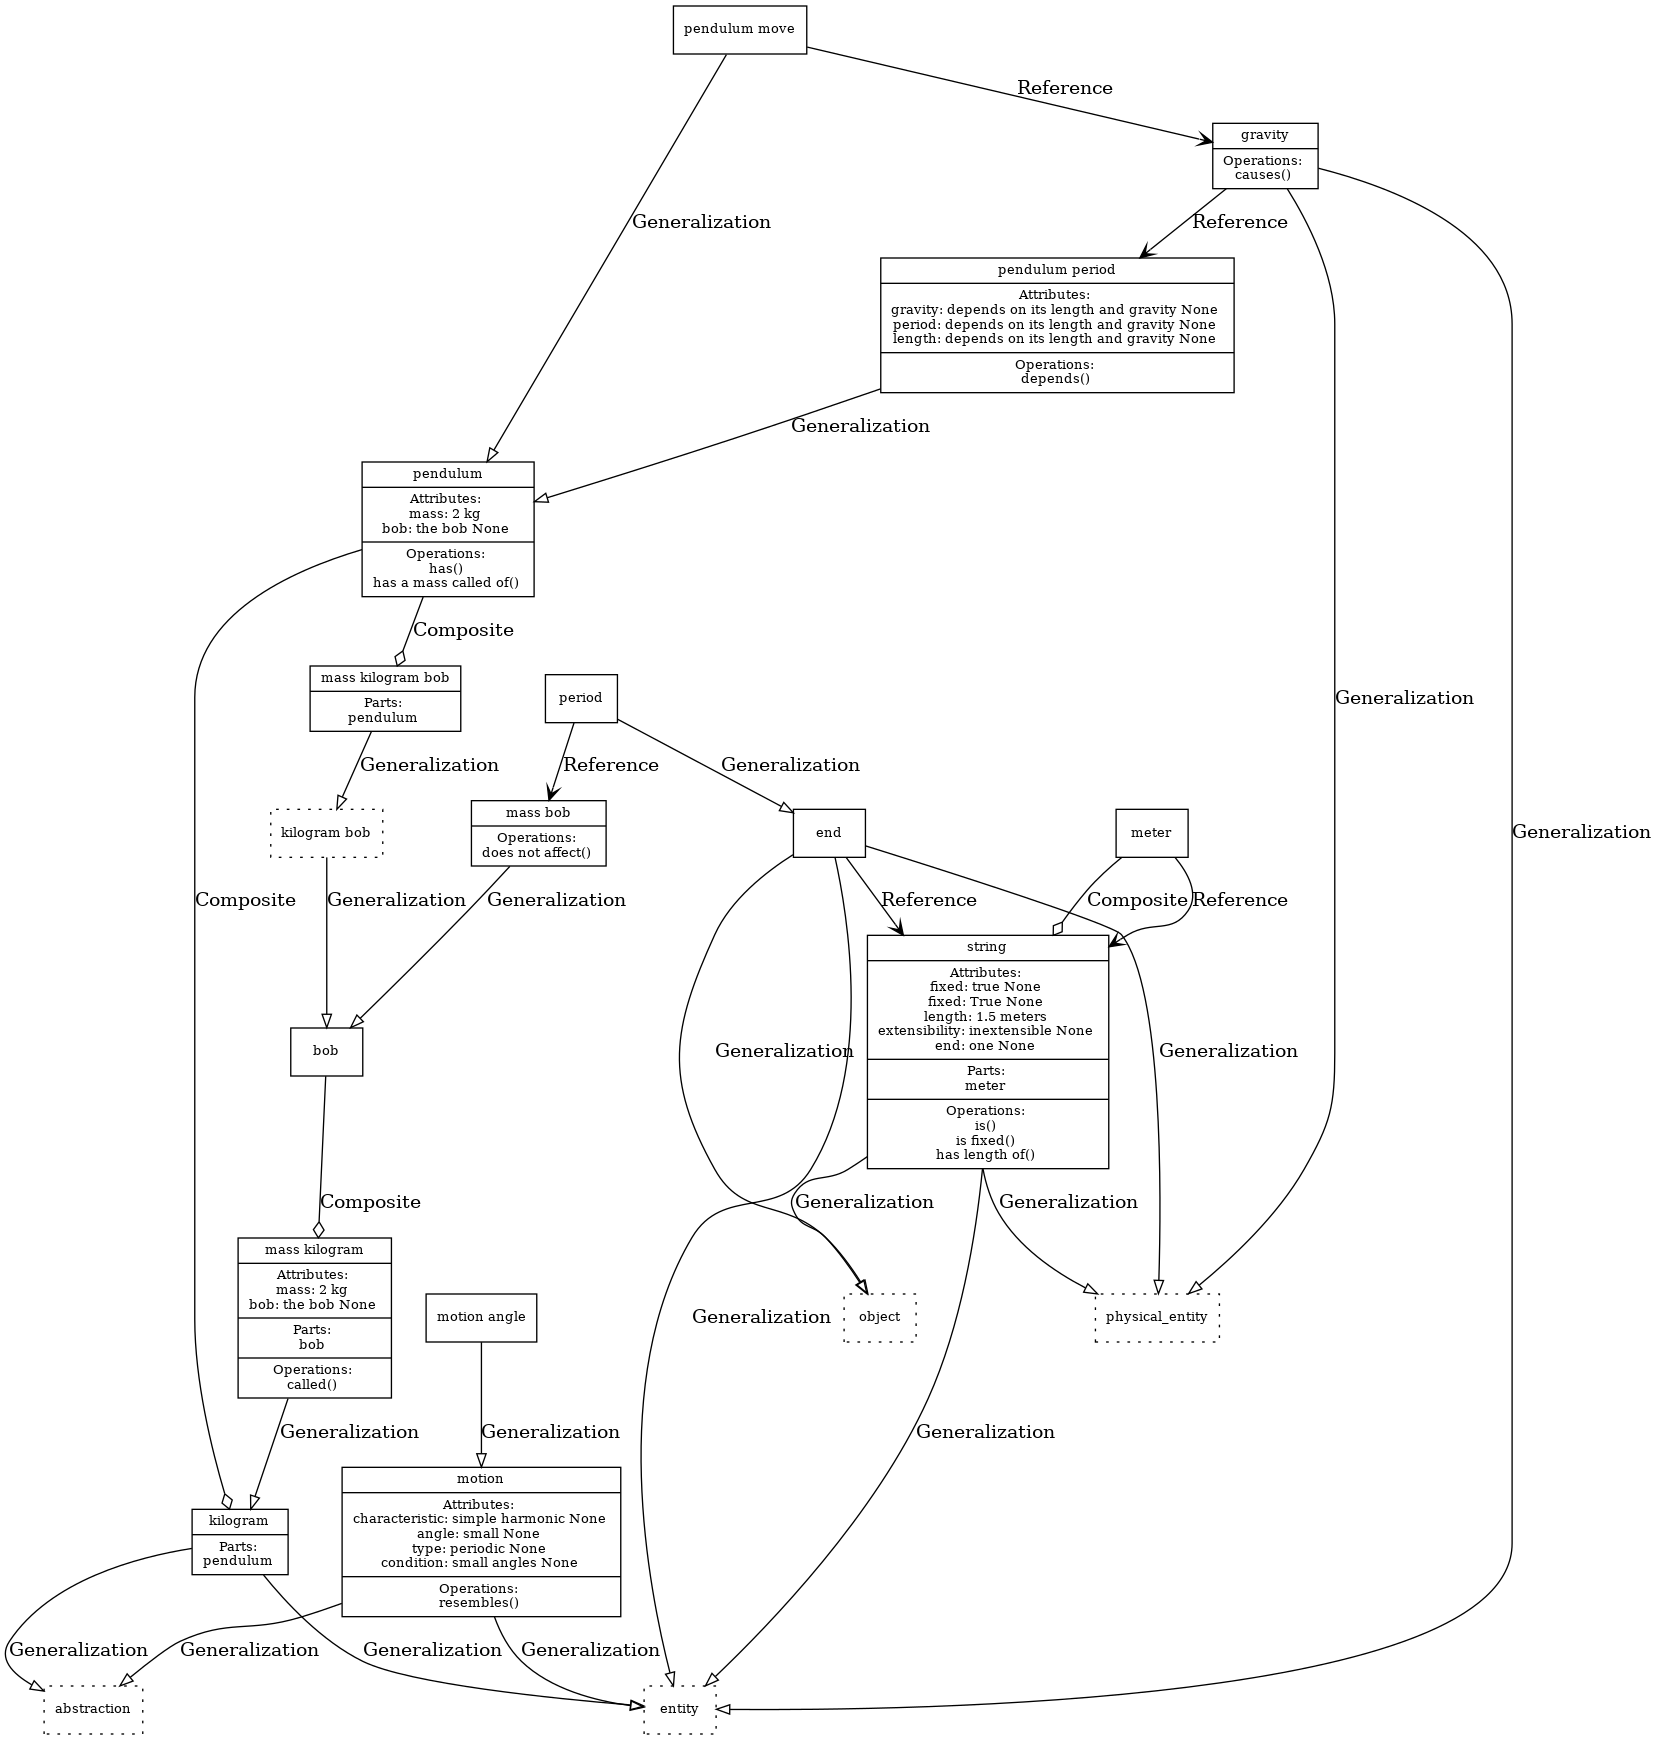 pendulum move
Reference
gravity
Operations:
causes()
Generalization
Reference
pendulum period
Attributes:
gravity: depends on its length and gravity None
period: depends on its length and gravity None
length: depends on its length and gravity None
Operations:
depends()
Generalization
pendulum
Attributes:
mass: 2 kg
bob: the bob None
Operations:
has()
has a mass called of()
Composite
mass kilogram bob
Parts:
pendulum
period
Generalization
Generalization
Reference
Generalization
kilogram bob
mass bob
Operations:
does not affect()
end
meter
Generalization
Composite
Generalization
Generalization
Reference
Composite
Reference
string
Attributes:
fixed: true None
fixed: True None
length: 1.5 meters
extensibility: inextensible None
end: one None
Parts:
meter
Operations:
is()
is fixed()
has length of()
bob
Generalization
Generalization
Composite
Generalization
Generalization
mass kilogram
Attributes:
mass: 2 kg
bob: the bob None
Parts:
bob
Operations:
called()
motion angle
Generalization
object
physical_entity
Generalization
Generalization
Generalization
motion
Attributes:
characteristic: simple harmonic None
angle: small None
type: periodic None
condition: small angles None
Operations:
resembles()
kilogram
Parts:
pendulum
Generalization
Generalization
Generalization
Generalization
abstraction
entity